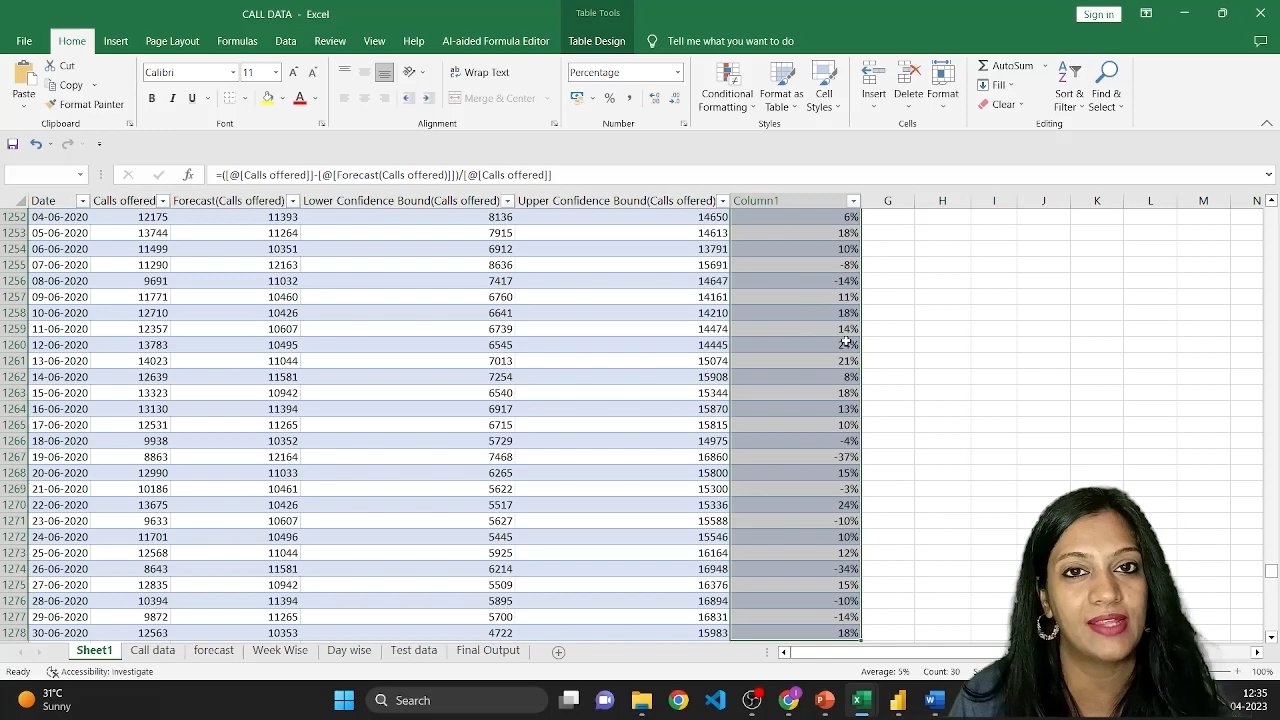 CALL DATA - Excel
Table Tools
Sign in
File Home Insert Page Layout Formulas Data Review View Help AI-aided Formula Editor Table Design Tell me what you want to do
Paste Cut Copy Format Painter
Calibri 11
B I U
Wrap Text
Merge & Center
Percentage
% ,
Conditional Formatting Format as Table Cell Styles
Insert Delete Format
AutoSum Fill Clear
Sort & Filter Find & Select
Clipboard Font Alignment Number Styles Cells Editing
fx =([@[Calls offered]]-[@[Forecast(Calls offered)]])/[@[Calls offered]]
Date Calls offered Forecast(Calls offered) Lower Confidence Bound(Calls offered) Upper Confidence Bound(Calls offered) Column1 G H I J K L M N
1252 04-06-2020 12175 11393 8136 14650 6%
1253 05-06-2020 13744 11264 7915 14613 18%
1254 06-06-2020 11499 10351 6912 13791 10%
1255 07-06-2020 11290 12163 8636 15691 -8%
1256 08-06-2020 9691 11032 7417 14647 -14%
1257 09-06-2020 11771 10460 6760 14161 11%
1258 10-06-2020 12710 10426 6641 14210 18%
1259 11-06-2020 12357 10607 6739 14474 14%
1260 12-06-2020 13783 10495 6545 14445
1261 13-06-2020 14023 11044 7013 15074 21%
1262 14-06-2020 12639 11581 7254 15908 8%
1263 15-06-2020 13323 10942 6540 15344 18%
1264 16-06-2020 13130 11394 6917 15870 13%
1265 17-06-2020 12531 11265 6715 15815 10%
1266 18-06-2020 9938 10352 5729 14975 -4%
1267 19-06-2020 8863 12164 7468 16860 -37%
1268 20-06-2020 12990 11033 6265 15800 15%
1269 21-06-2020 10186 10461 5622 15300 -3%
1270 22-06-2020 13675 10426 5517 15336 24%
1271 23-06-2020 9633 10607 5627 15588 -10%
1272 24-06-2020 11701 10496 5445 15546 10%
1273 25-06-2020 12568 11044 5925 16164 12%
1274 26-06-2020 8643 11581 6214 16948 -34%
1275 27-06-2020 12835 10942 5509 16376 15%
1276 28-06-2020 10394 11394 5895 16894 -10%
1277 29-06-2020 9872 11265 5700 16831 -14%
1278 30-06-2020 12563 10353 4722 15983 18%
Sheet1 Call data forecast Week Wise Day wise Test data Final Output
Ready Accessibility: Investigate Average: 5% Count: 30 100%
31°C
Sunny
Search
12:35
04-2023